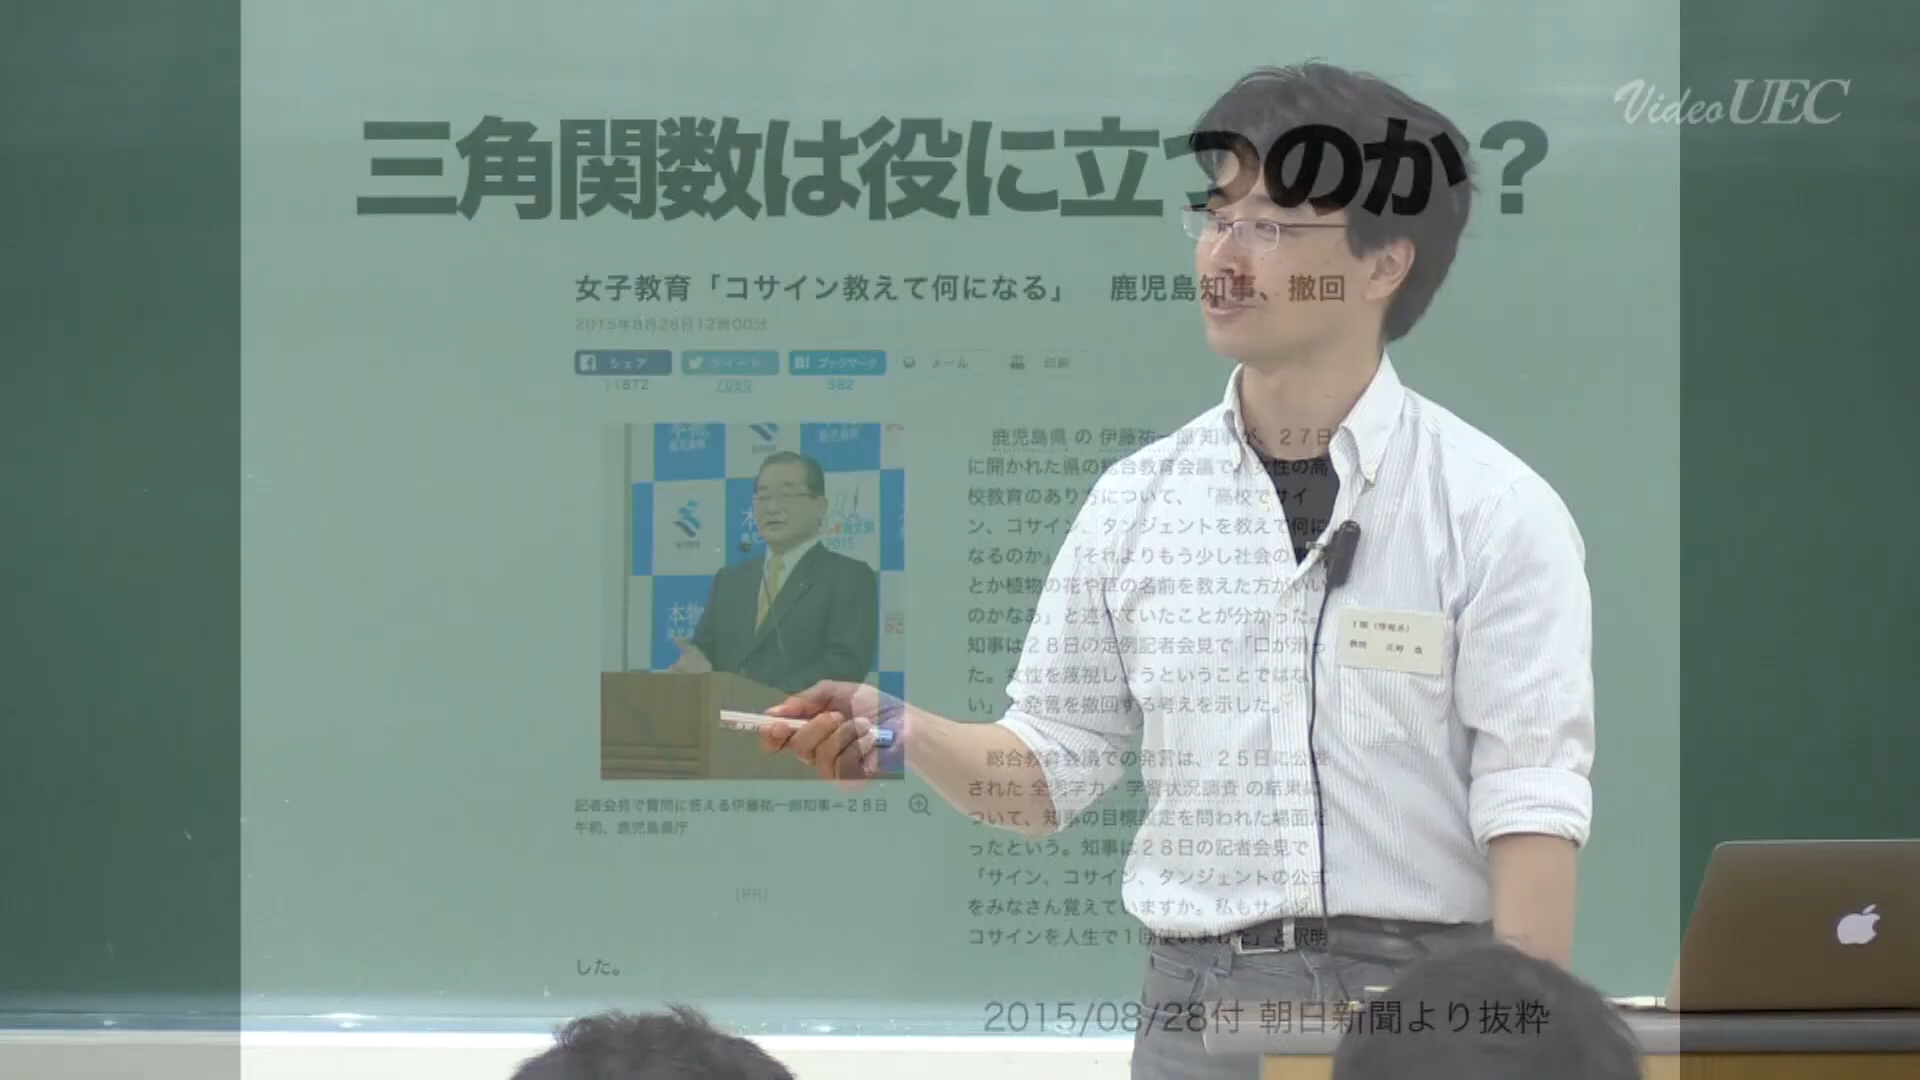 Video UEC
三角関数は役に立つのか？
女子教育「コサイン教えて何になる」　鹿児島知事、撤回
2015年8月28日12時00分
シェア ツイート B! ブックマーク メール 印刷
11872 7065 582
鹿児島県 の 伊藤祐一郎 知事が、２７日
に開かれた県の総合教育会議で、女性の高
校教育のあり方について、「高校でサイ
ン、コサイン、タンジェントを教えて何に
なるのか」「それよりもう少し社会の
とか植物の花や草の名前を教えた方がいい
のかなあ」と述べていたことが分かった。
知事は２８日の定例記者会見で「口が滑っ
た。女性を蔑視しようということではな
い」と発言を撤回する考えを示した。
総合教育会議での発言は、２５日に公表
された 全国学力・学習状況調査 の結果に
ついて、知事の目標設定を問われた場面だ
ったという。知事は２８日の記者会見で
「サイン、コサイン、タンジェントの公式
をみなさん覚えていますか。私もサイン、
コサインを人生で１回使いました」と釈明
した。
記者会見で質問に答える伊藤祐一郎知事＝２８日
午前、鹿児島県庁
[PR]
2015/08/28付 朝日新聞より抜粋